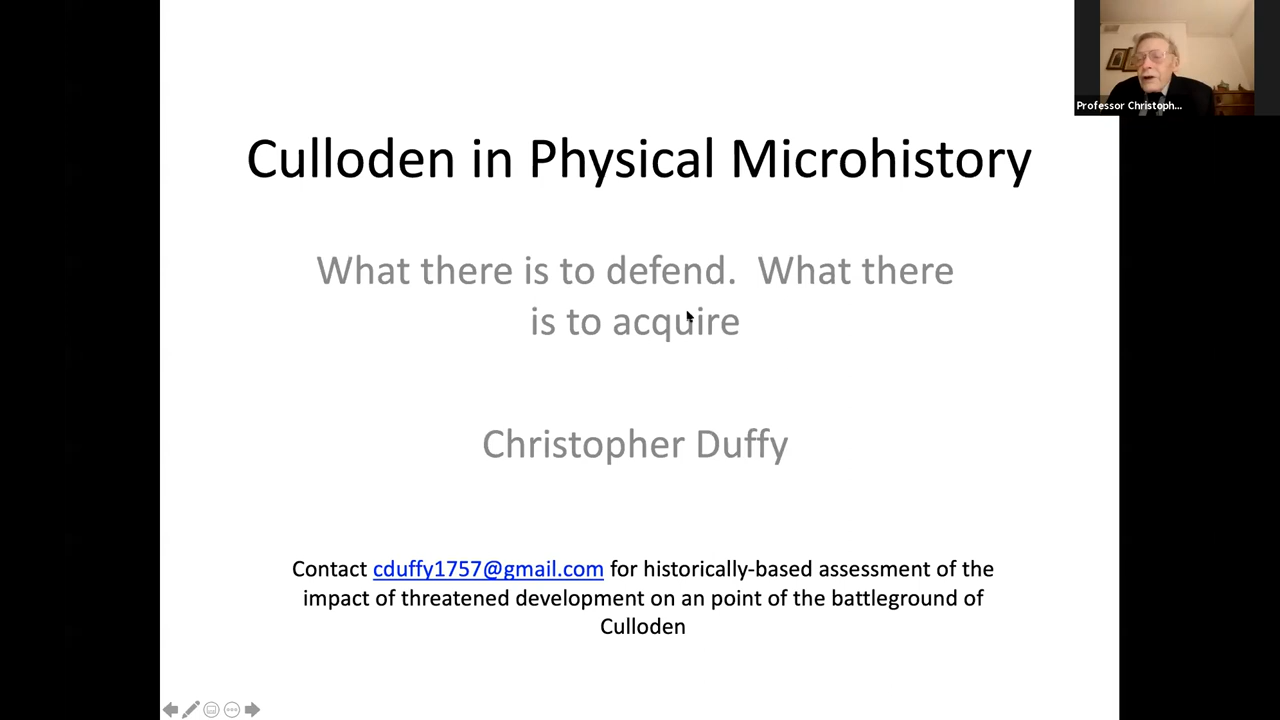 Professor Christoph...
Culloden in Physical Microhistory
What there is to defend.  What there
is to acquire
Christopher Duffy
Contact cduffy1757@gmail.com for historically-based assessment of the
impact of threatened development on an point of the battleground of
Culloden